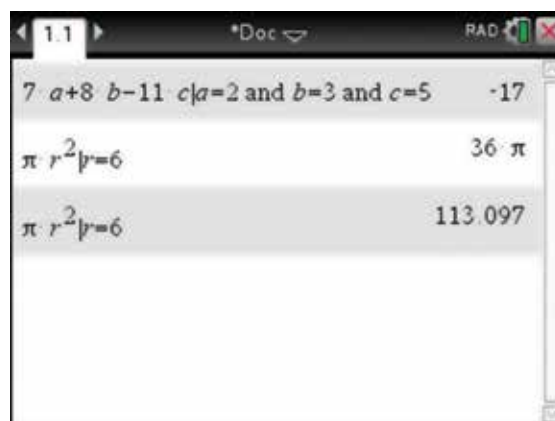 1.1 *Doc RAD
7·a+8·b−11·c|a=2 and b=3 and c=5 -17
π·r²|r=6 36·π
π·r²|r=6 113.097